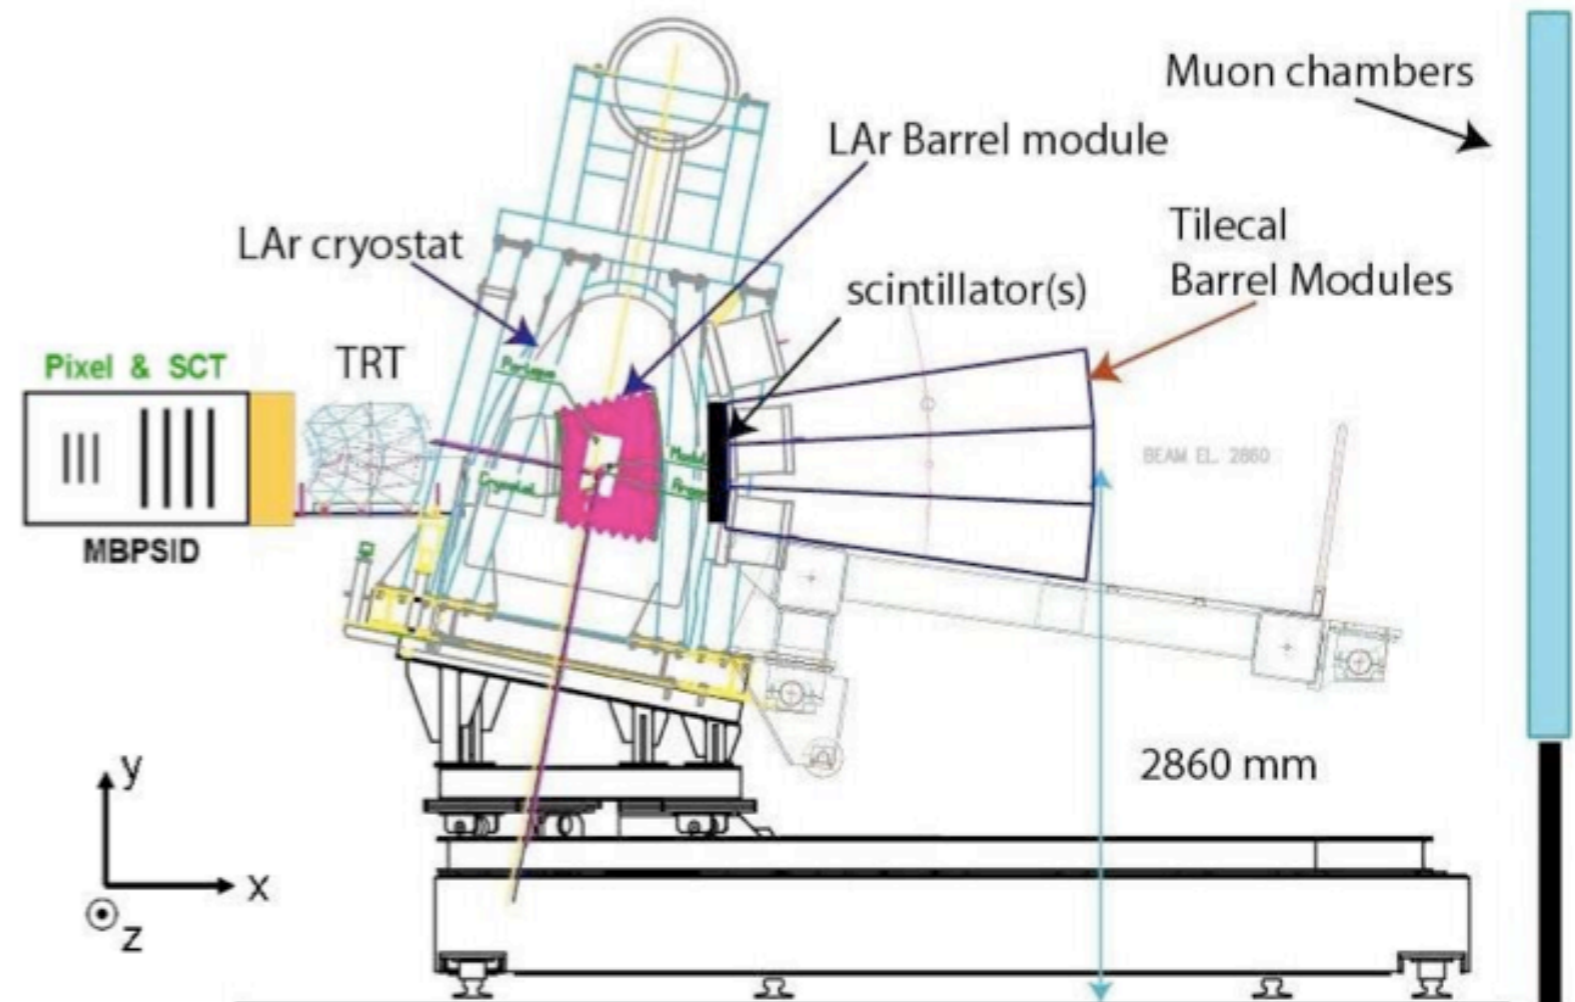 Muon chambers
LAr Barrel module
Tilecal
Barrel Modules
LAr cryostat
scintillator(s)
Pixel & SCT
TRT
MBPSID
BEAM EL. 2860
Cryostat
2860 mm
y
x
z